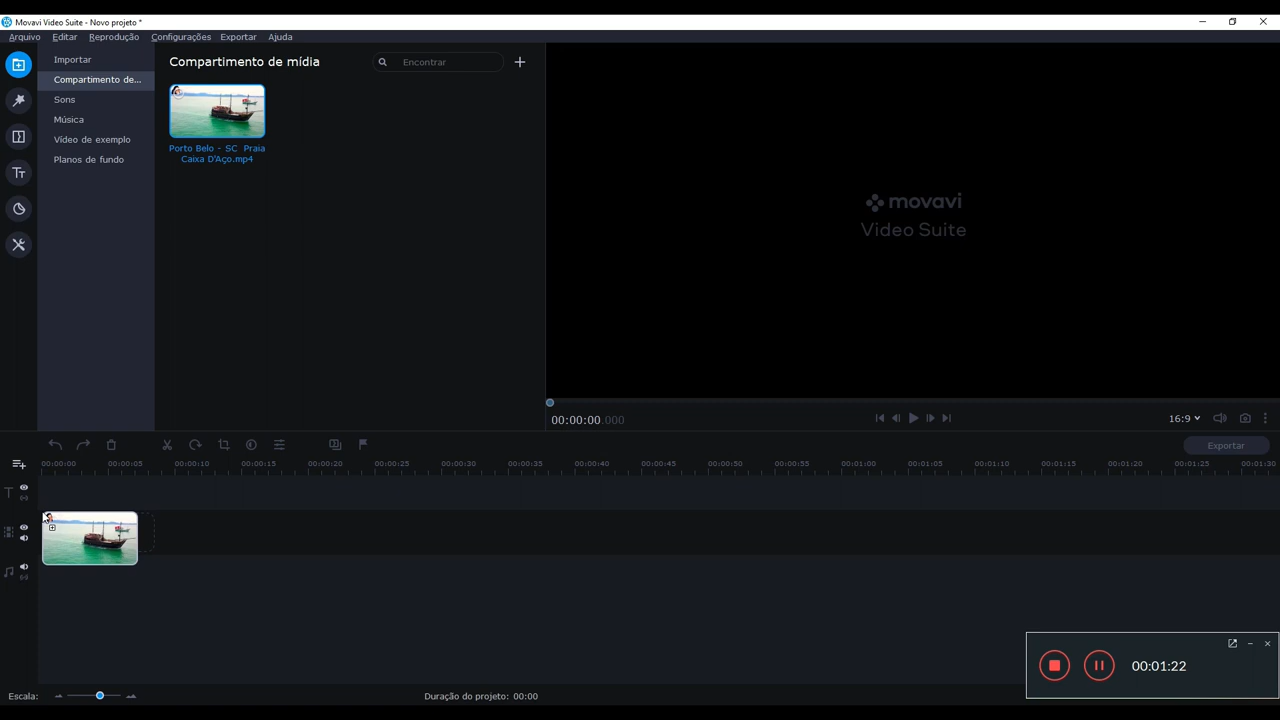 Movavi Video Suite - Novo projeto *
Arquivo Editar Reprodução Configurações Exportar Ajuda
Importar
Compartimento de...
Sons
Música
Vídeo de exemplo
Planos de fundo
Compartimento de mídia
Encontrar
Porto Belo - SC Praia
Caixa D'Aço.mp4
movavi
Video Suite
00:00:00.000
16:9
Exportar
00:00:00 00:00:05 00:00:10 00:00:15 00:00:20 00:00:25 00:00:30 00:00:35 00:00:40 00:00:45 00:00:50 00:00:55 00:01:00 00:01:05 00:01:10 00:01:15 00:01:20 00:01:25 00:01:30
00:01:22
Escala:
Duração do projeto: 00:00